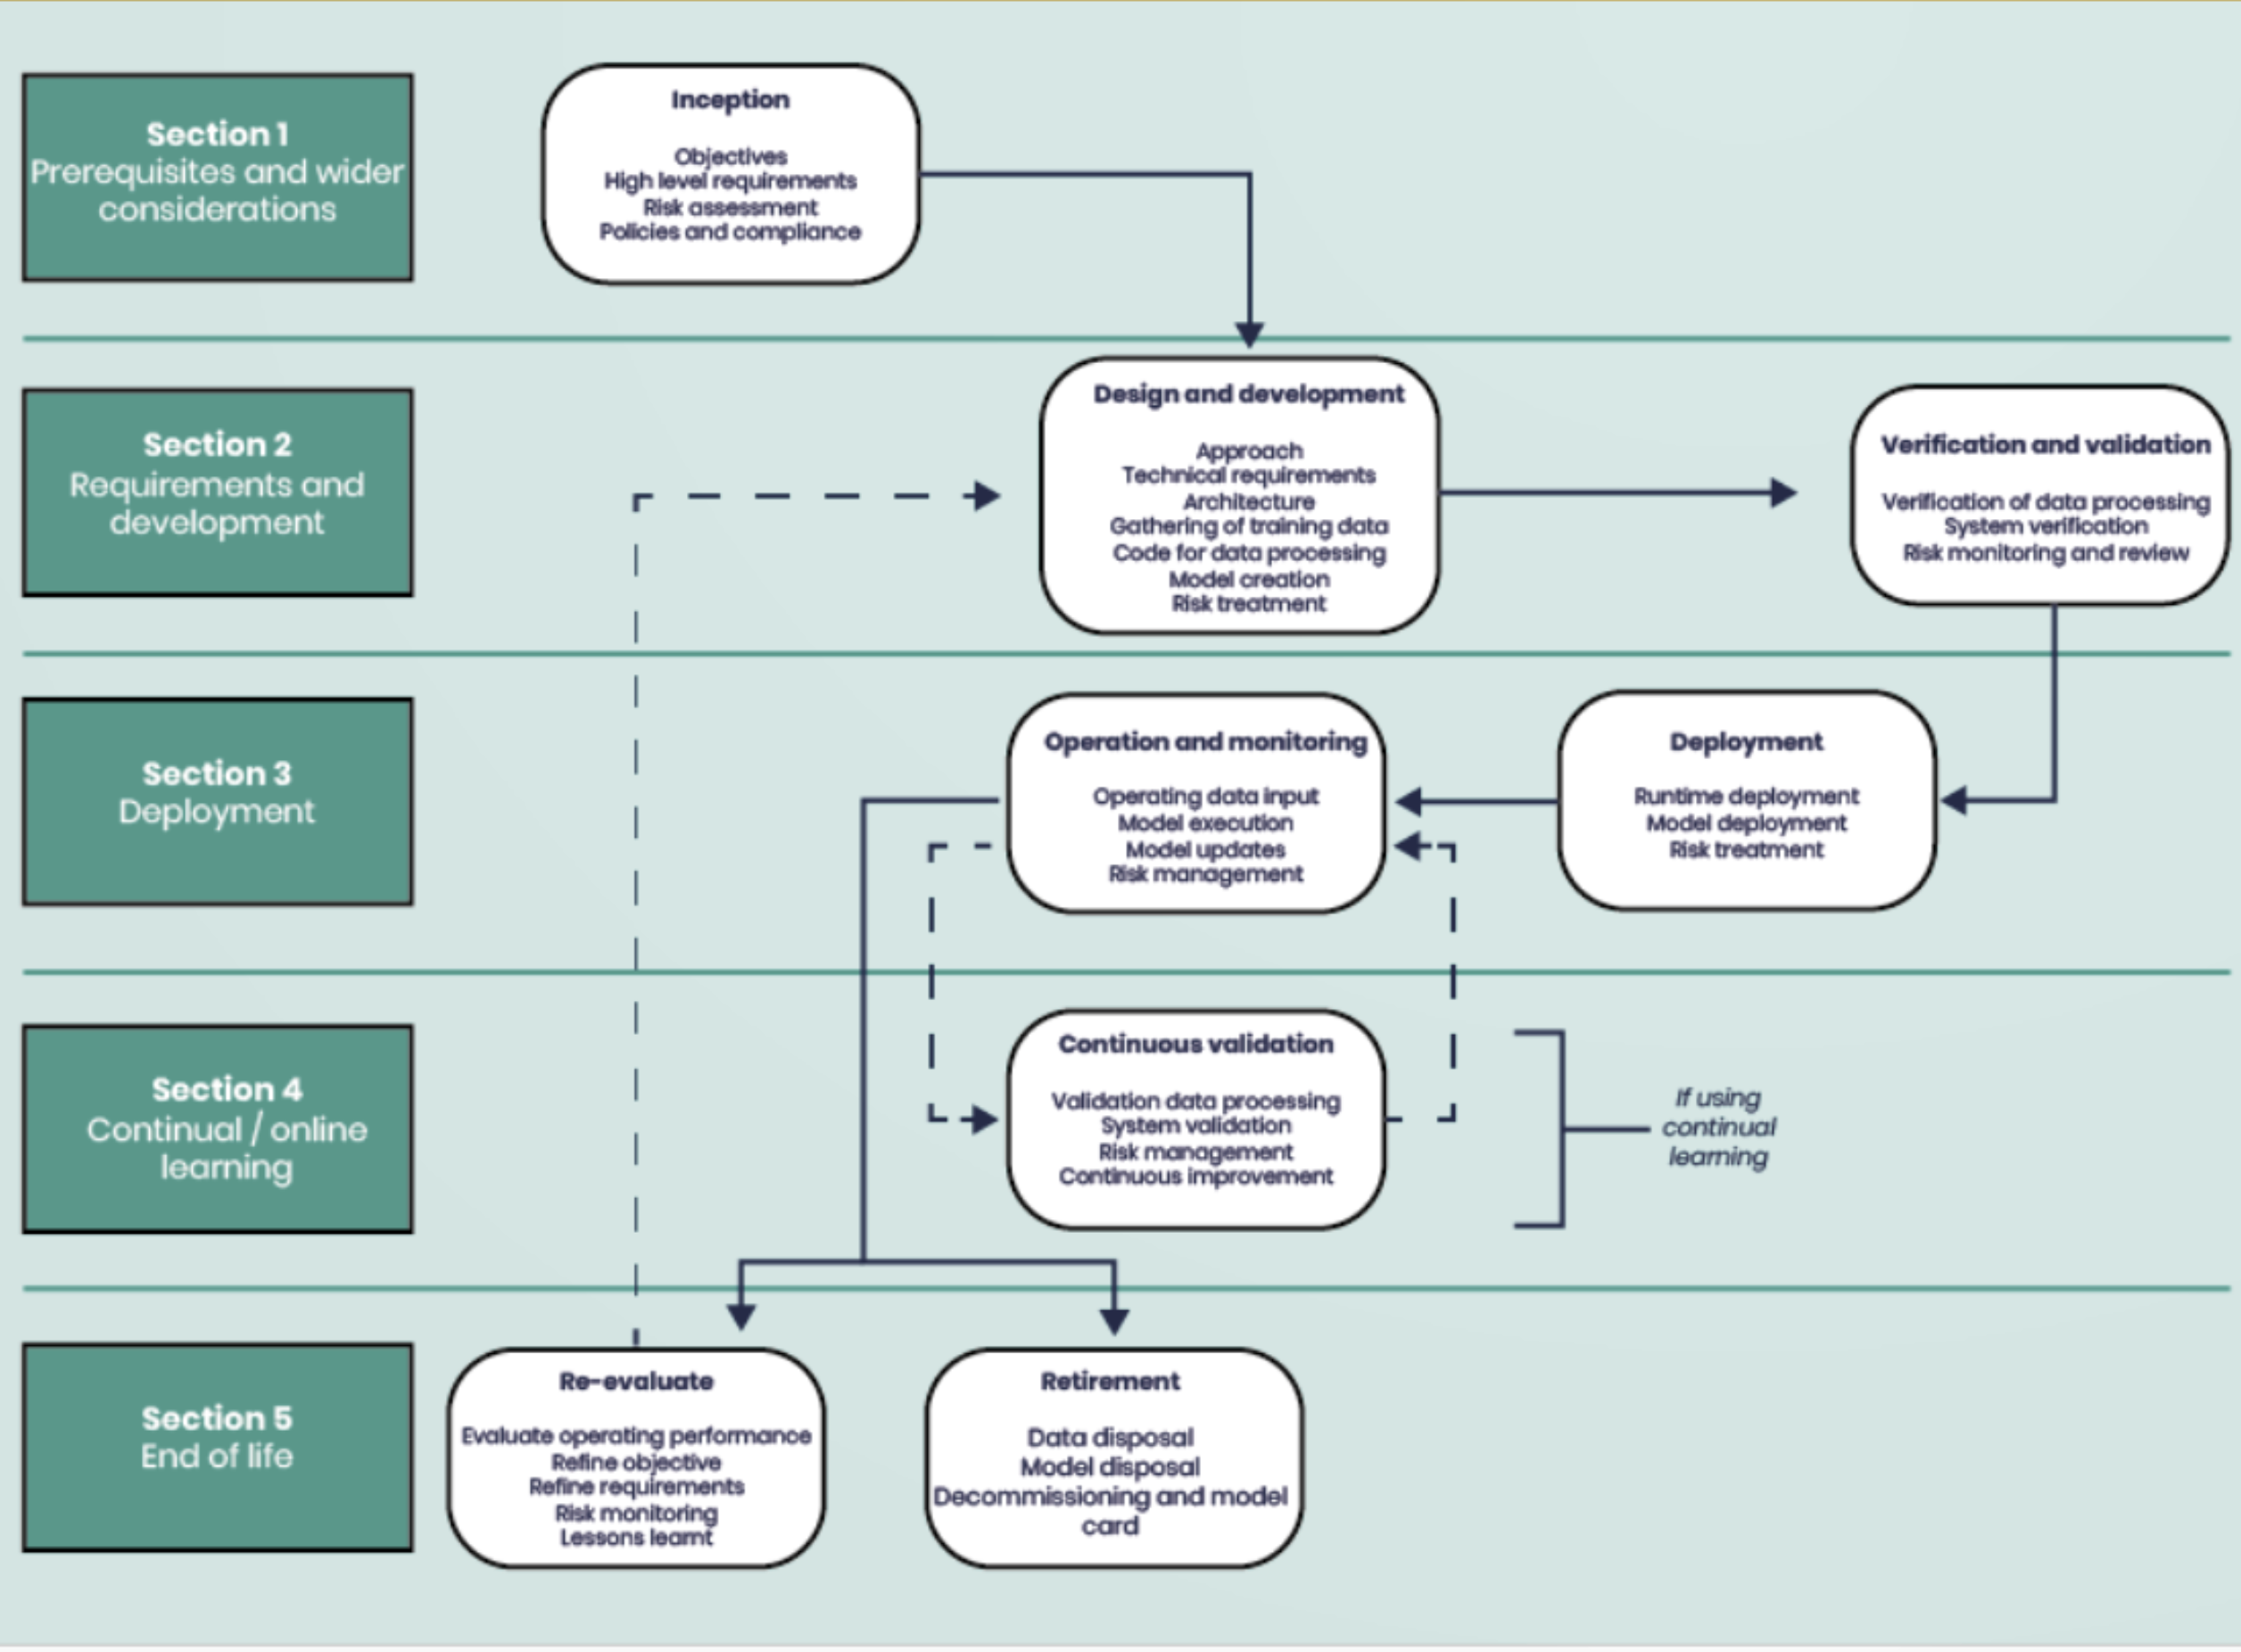 Section 1
Prerequisites and wider
considerations
Inception
Objectives
High level requirements
Risk assessment
Policies and compliance
Section 2
Requirements and
development
Design and development
Approach
Technical requirements
Architecture
Gathering of training data
Code for data processing
Model creation
Risk treatment
Verification and validation
Verification of data processing
System verification
Risk monitoring and review
Section 3
Deployment
Operation and monitoring
Operating data input
Model execution
Model updates
Risk management
Deployment
Runtime deployment
Model deployment
Risk treatment
Section 4
Continual / online
learning
Continuous validation
Validation data processing
System validation
Risk management
Continuous improvement
If using
continual
learning
Section 5
End of life
Re-evaluate
Evaluate operating performance
Refine objective
Refine requirements
Risk monitoring
Lessons learnt
Retirement
Data disposal
Model disposal
Decommissioning and model
card